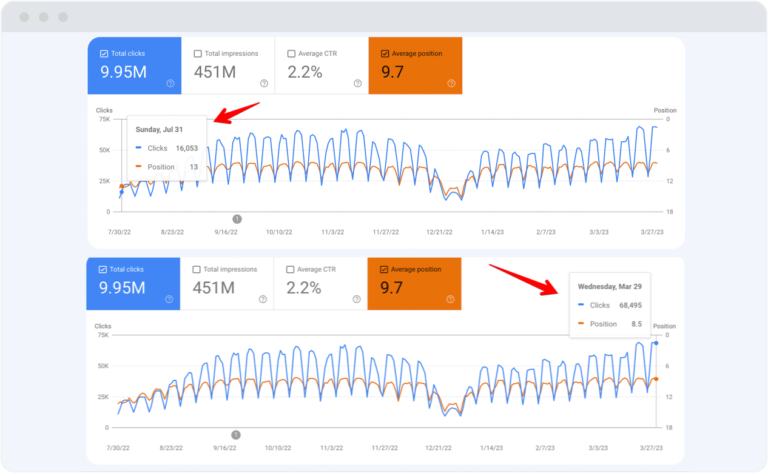 Total clicks Total impressions Average CTR Average position
9.95M 451M 2.2% 9.7
Clicks Position
75K 0
Sunday, Jul 31
Clicks 16,053
50K 6
Position 13
25K 12
0 18
1
7/30/22 8/23/22 9/16/22 10/10/22 11/3/22 11/27/22 12/21/22 1/14/23 2/7/23 3/3/23 3/27/23
Total clicks Total impressions Average CTR Average position
9.95M 451M 2.2% 9.7
Wednesday, Mar 29
Clicks 68,495
Position 8.5
Clicks Position
75K 0
50K 6
25K 12
0 18
1
7/30/22 8/23/22 9/16/22 10/10/22 11/3/22 11/27/22 12/21/22 1/14/23 2/7/23 3/3/23 3/27/23